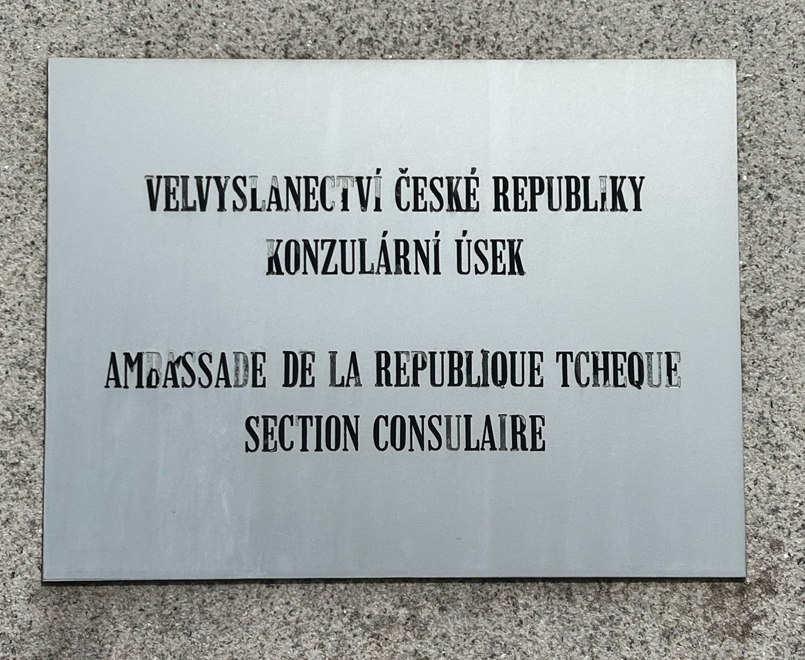 VELVYSLANECTVÍ ČESKÉ REPUBLIKY
KONZULÁRNÍ ÚSEK
AMBASSADE DE LA REPUBLIQUE TCHEQUE
SECTION CONSULAIRE